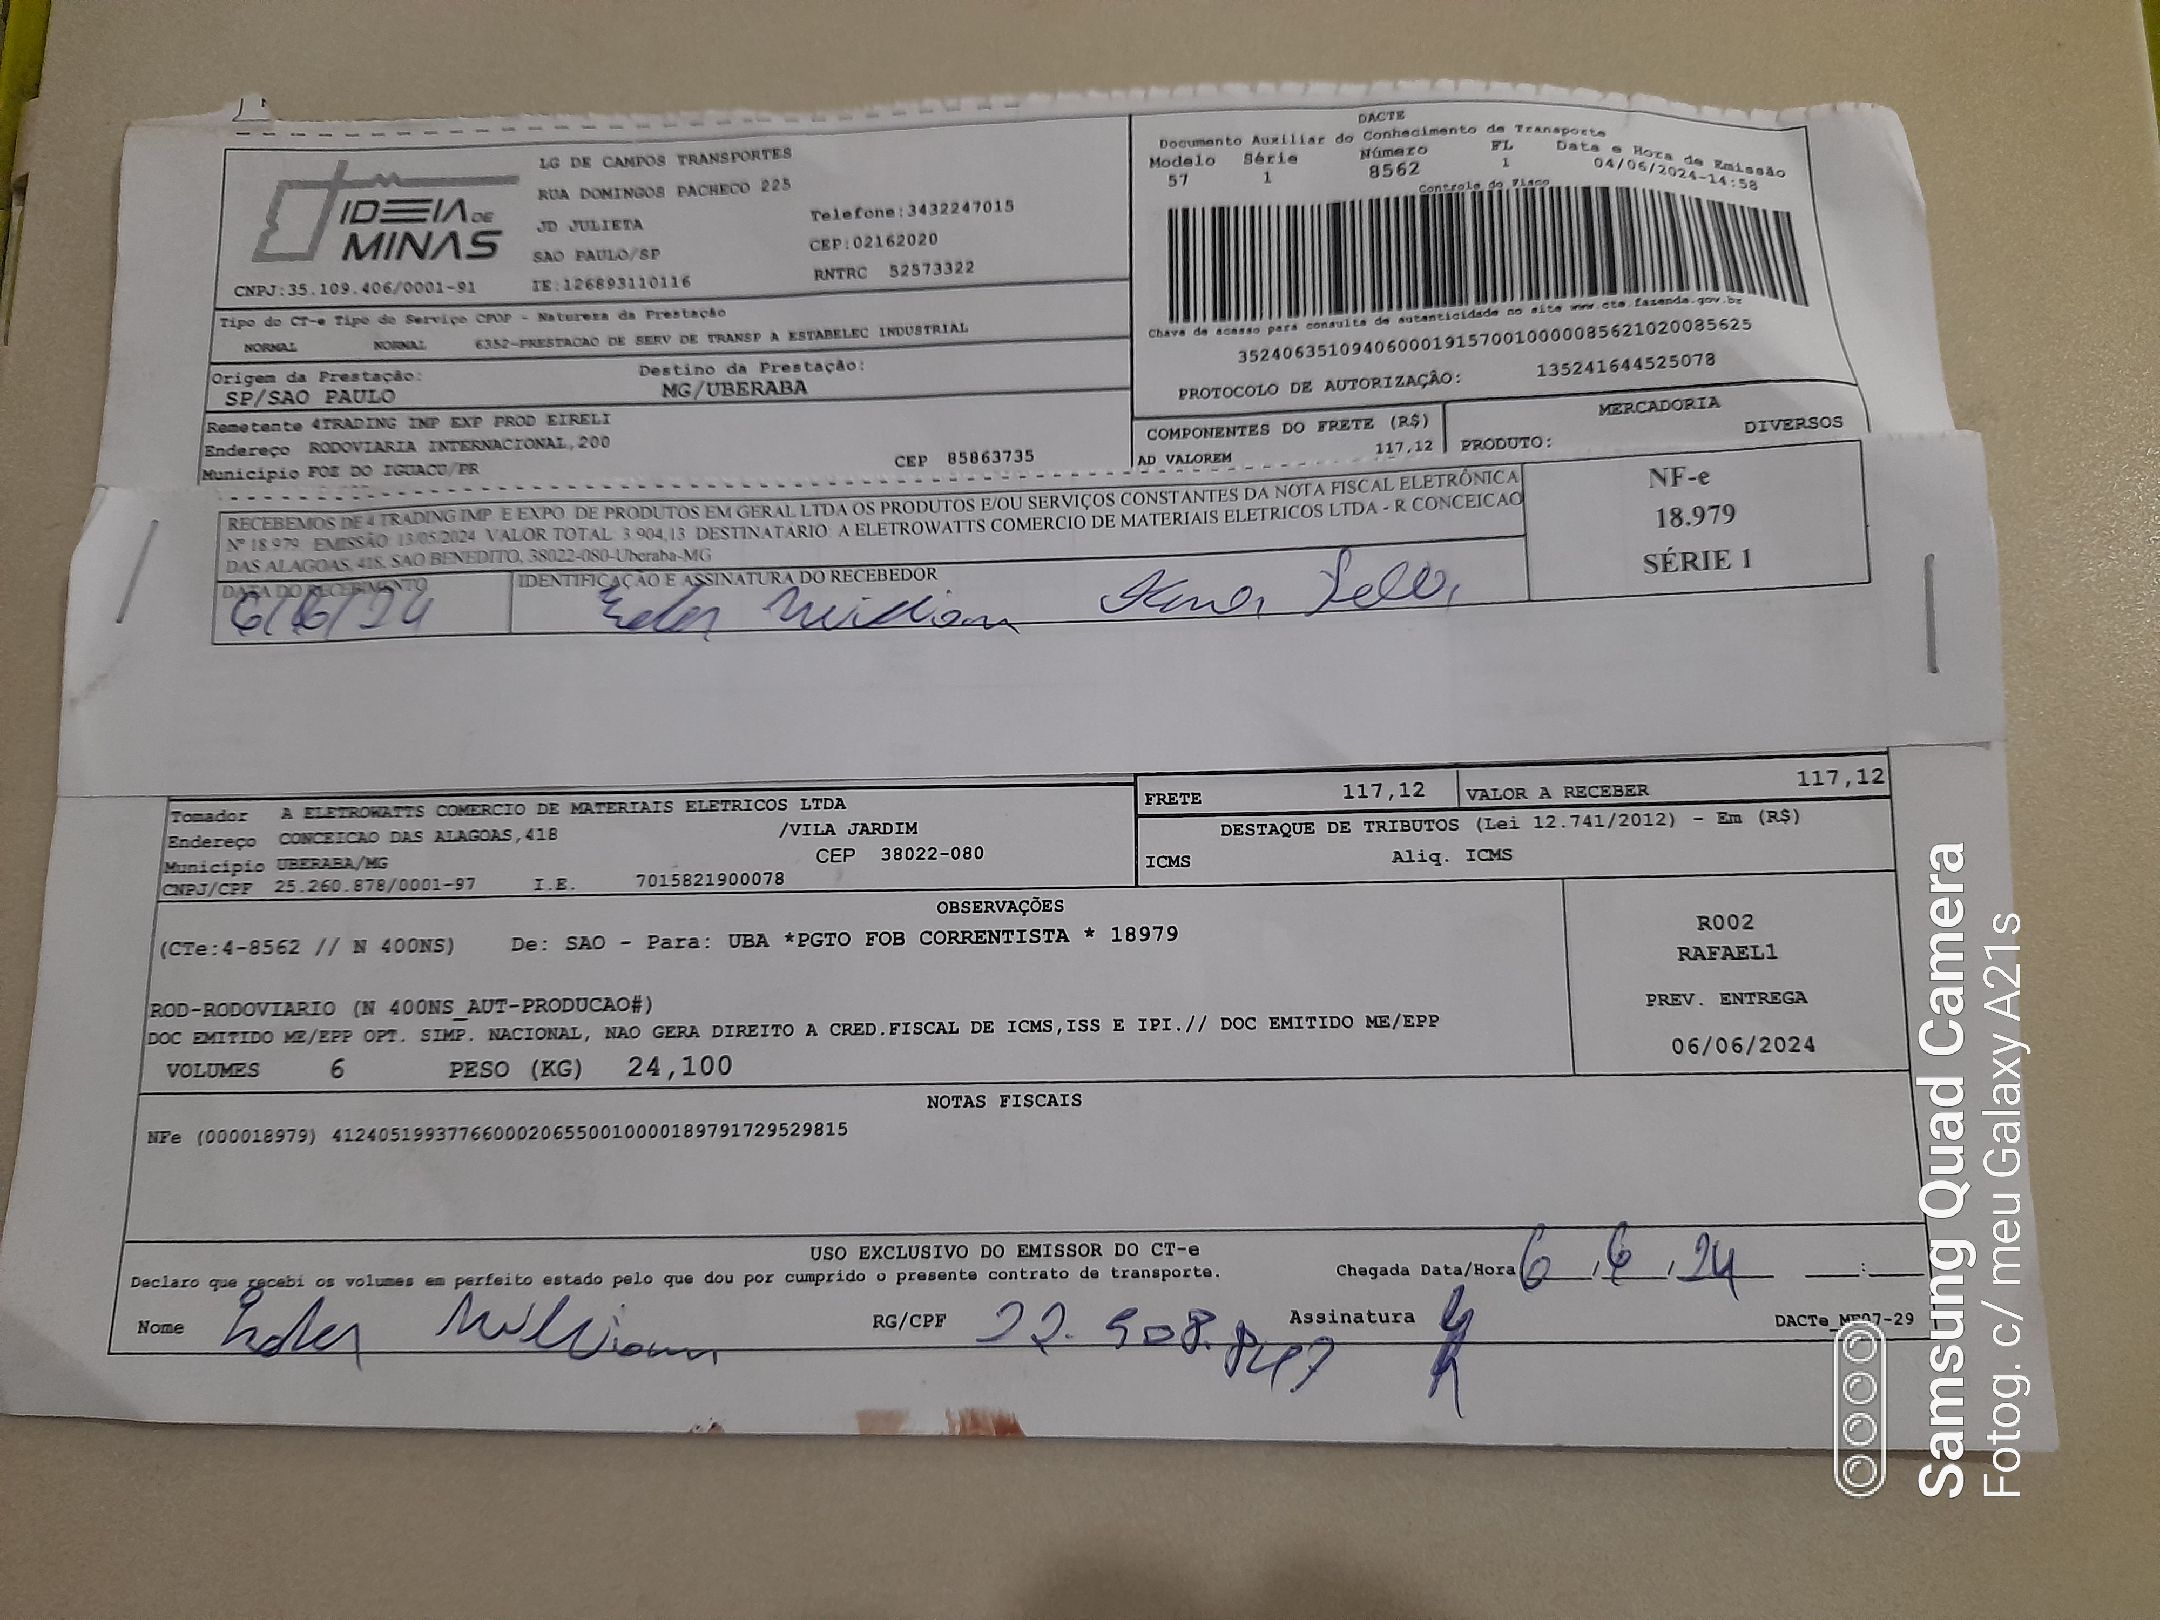 IDEIA DE
MINAS
CNPJ:35.109.406/0001-91
LG DE CAMPOS TRANSPORTES
RUA DOMINGOS PACHECO 225
JD JULIETA
SAO PAULO/SP
IE:126893110116
Telefone:3432247015
CEP:02162020
RNTRC 52573322
DACTE
Documento Auxiliar do Conhecimento de Transporte
Modelo Série Número FL Data e Hora de Emissão
57 1 8562 1 04/06/2024-14:58
Controle do Fisco
Chave de acesso para consulta de autenticidade no site www.cte.fazenda.gov.br
35240635109406000191570010000085621020085625
PROTOCOLO DE AUTORIZAÇÃO: 135241644525078
Tipo do CT-e Tipo do Serviço CFOP - Natureza da Prestação
NORMAL NORMAL 6352-PRESTACAO DE SERV DE TRANSP A ESTABELEC INDUSTRIAL
Origem da Prestação: Destino da Prestação:
SP/SAO PAULO MG/UBERABA
Remetente 4TRADING IMP EXP PROD EIRELI
Endereço RODOVIARIA INTERNACIONAL,200
Município FOZ DO IGUACU/PR CEP 85863735
COMPONENTES DO FRETE (R$)
AD VALOREM 117,12
MERCADORIA
PRODUTO: DIVERSOS
RECEBEMOS DE 4 TRADING IMP. E EXPO. DE PRODUTOS EM GERAL LTDA OS PRODUTOS E/OU SERVIÇOS CONSTANTES DA NOTA FISCAL ELETRÔNICA
Nº 18.979 EMISSÃO: 13/05/2024 VALOR TOTAL: 3.904,13 DESTINATÁRIO: A ELETROWATTS COMERCIO DE MATERIAIS ELETRICOS LTDA - R CONCEICAO
DAS ALAGOAS, 418, SAO BENEDITO, 38022-080-Uberaba-MG
NF-e
18.979
SÉRIE 1
DATA DO RECEBIMENTO IDENTIFICAÇÃO E ASSINATURA DO RECEBEDOR
6/6/24
Tomador A ELETROWATTS COMERCIO DE MATERIAIS ELETRICOS LTDA
Endereço CONCEICAO DAS ALAGOAS,418 /VILA JARDIM
Município UBERABA/MG CEP 38022-080
CNPJ/CPF 25.260.878/0001-97 I.E. 7015821900078
FRETE 117,12 VALOR A RECEBER 117,12
DESTAQUE DE TRIBUTOS (Lei 12.741/2012) - Em (R$)
ICMS Aliq. ICMS
OBSERVAÇÕES
(CTe:4-8562 // N 400NS) De: SAO - Para: UBA *PGTO FOB CORRENTISTA * 18979
ROD-RODOVIARIO (N 400NS_AUT-PRODUCAO#)
DOC EMITIDO ME/EPP OPT. SIMP. NACIONAL, NAO GERA DIREITO A CRED.FISCAL DE ICMS,ISS E IPI.// DOC EMITIDO ME/EPP
VOLUMES 6 PESO (KG) 24,100
R002
RAFAEL1
PREV. ENTREGA
06/06/2024
NOTAS FISCAIS
NFe (000018979) 41240519937766000206550010000189791729529815
USO EXCLUSIVO DO EMISSOR DO CT-e
Declaro que recebi os volumes em perfeito estado pelo que dou por cumprido o presente contrato de transporte.
Chegada Data/Hora 6/6/24 :
Nome Eder Willian RG/CPF Assinatura
DACTe_MF07-29
Samsung Quad Camera
Fotog. c/ meu Galaxy A21s